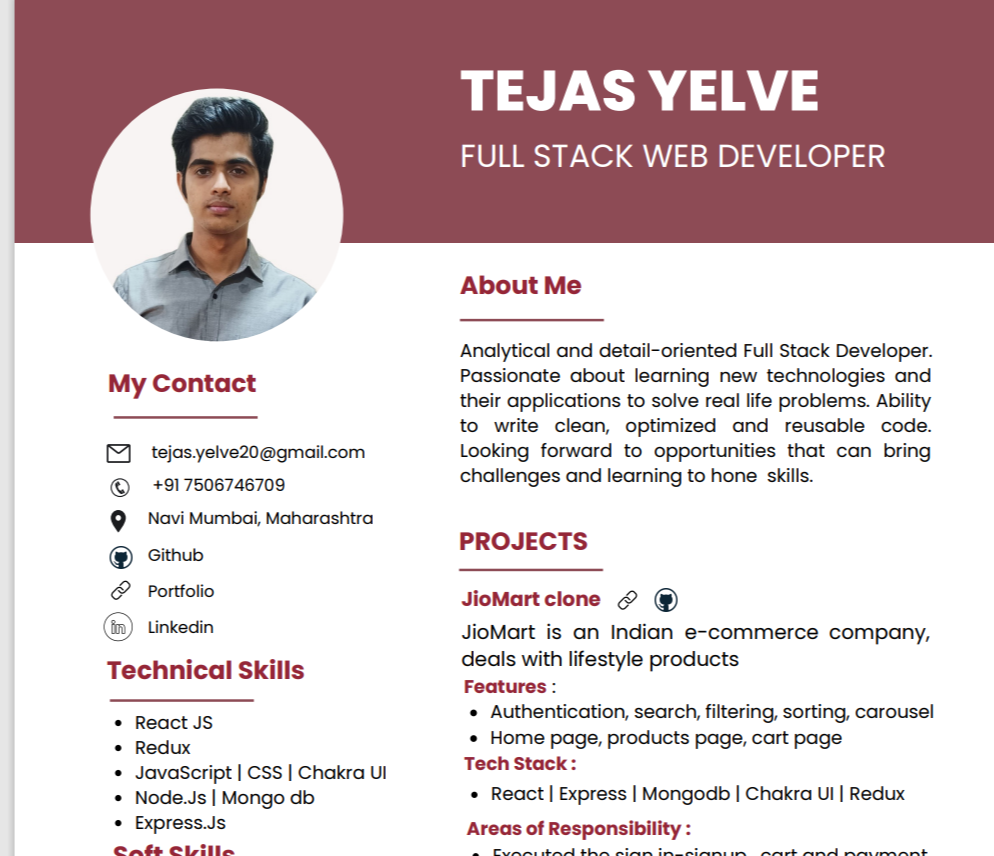 TEJAS YELVE
FULL STACK WEB DEVELOPER
My Contact
tejas.yelve20@gmail.com
+91 7506746709
Navi Mumbai, Maharashtra
Github
Portfolio
in
Linkedin
Technical Skills
React JS
Redux
JavaScript | CSS | Chakra UI
Node.Js | Mongo db
Express.Js
Soft Skills
About Me
Analytical and detail-oriented Full Stack Developer.
Passionate about learning new technologies and
their applications to solve real life problems. Ability
to write clean, optimized and reusable code.
Looking forward to opportunities that can bring
challenges and learning to hone skills.
PROJECTS
JioMart clone
JioMart is an Indian e-commerce company,
deals with lifestyle products
Features :
Authentication, search, filtering, sorting, carousel
Home page, products page, cart page
Tech Stack :
React | Express | Mongodb | Chakra UI | Redux
Areas of Responsibility :
Executed the sign in-signup, cart and payment